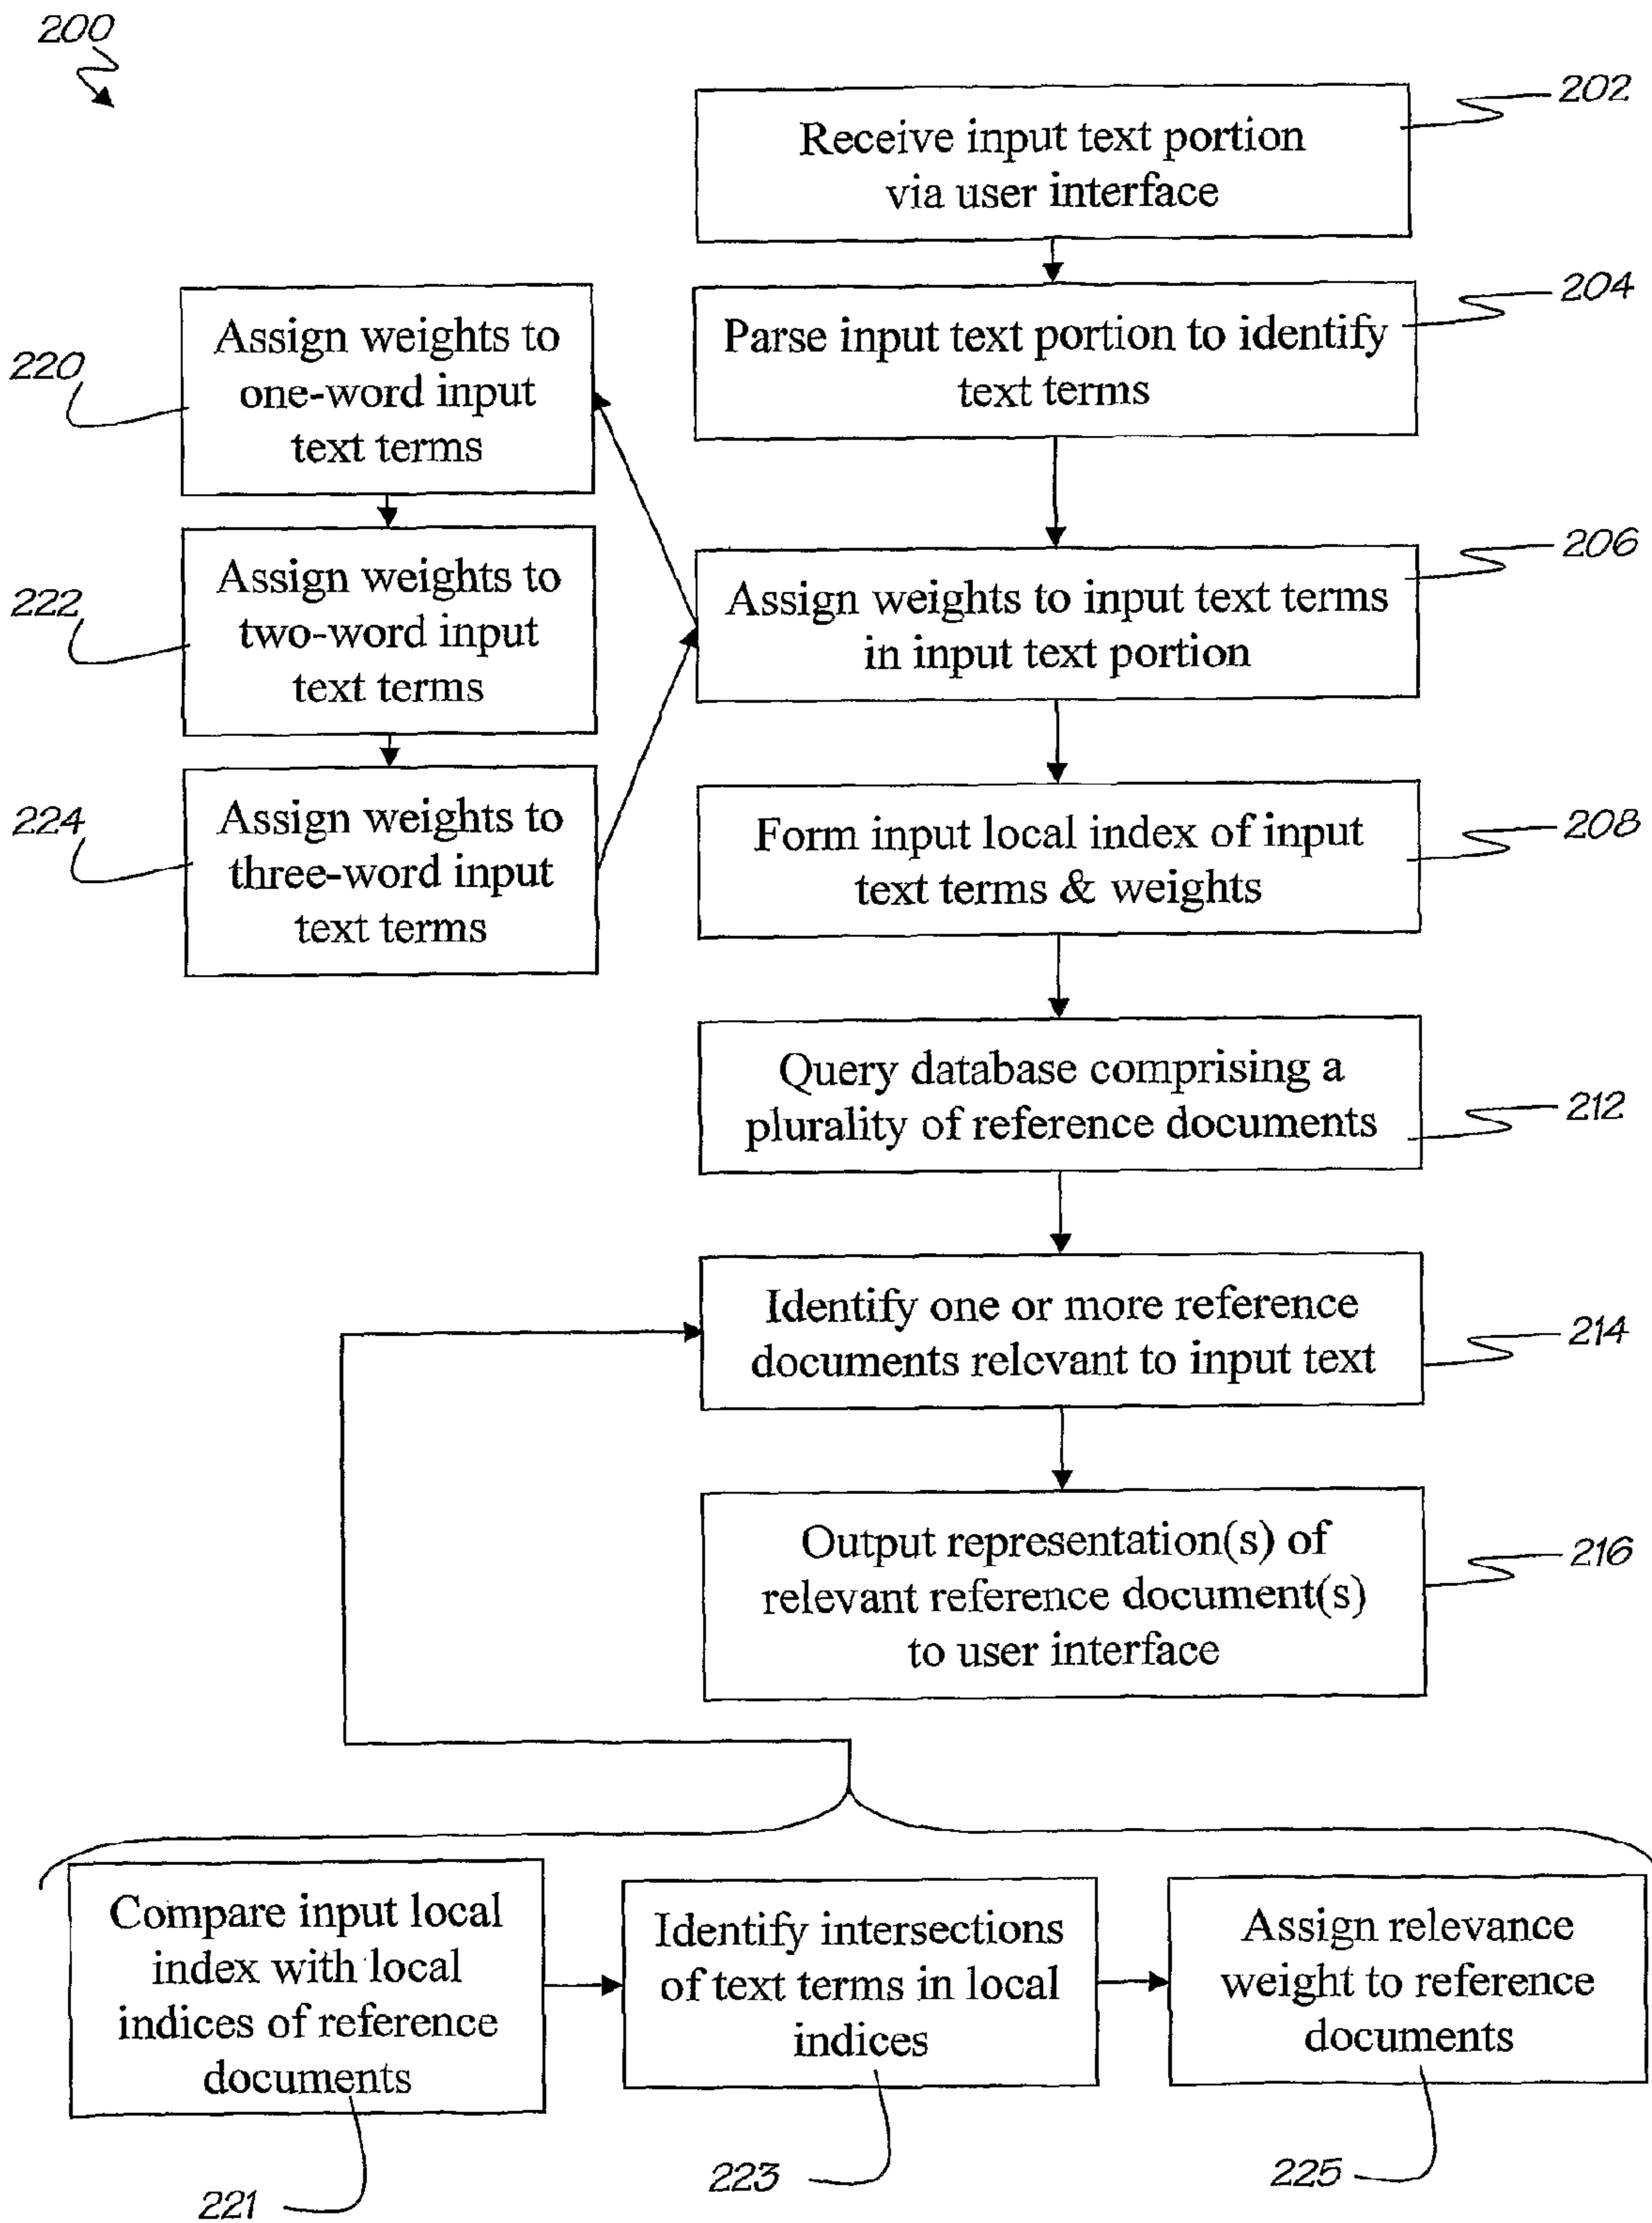 200
Receive input text portion
via user interface
202
Parse input text portion to identify
text terms
204
Assign weights to
one-word input
text terms
220
Assign weights to
two-word input
text terms
222
Assign weights to
three-word input
text terms
224
Assign weights to input text terms
in input text portion
206
Form input local index of input
text terms & weights
208
Query database comprising a
plurality of reference documents
212
Identify one or more reference
documents relevant to input text
214
Output representation(s) of
relevant reference document(s)
to user interface
216
Compare input local
index with local
indices of reference
documents
221
Identify intersections
of text terms in local
indices
223
Assign relevance
weight to reference
documents
225